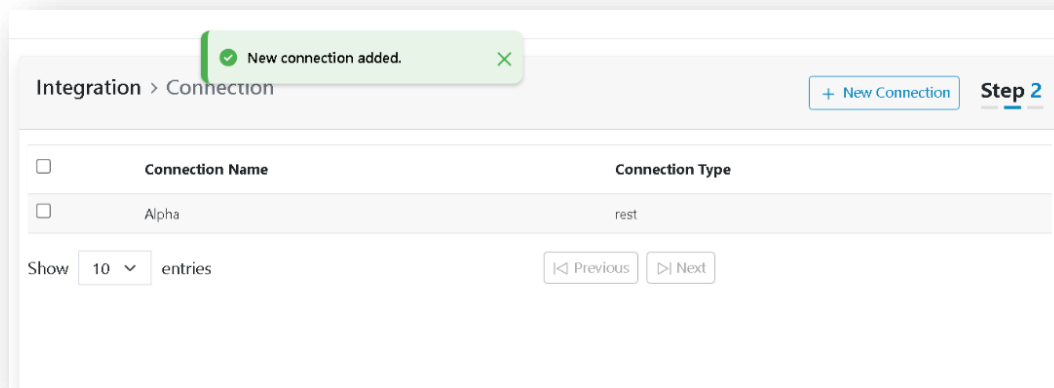 New connection added.
Integration > Connection
+ New Connection
Step 2
Connection Name Connection Type
Alpha rest
Show 10 entries
Previous Next